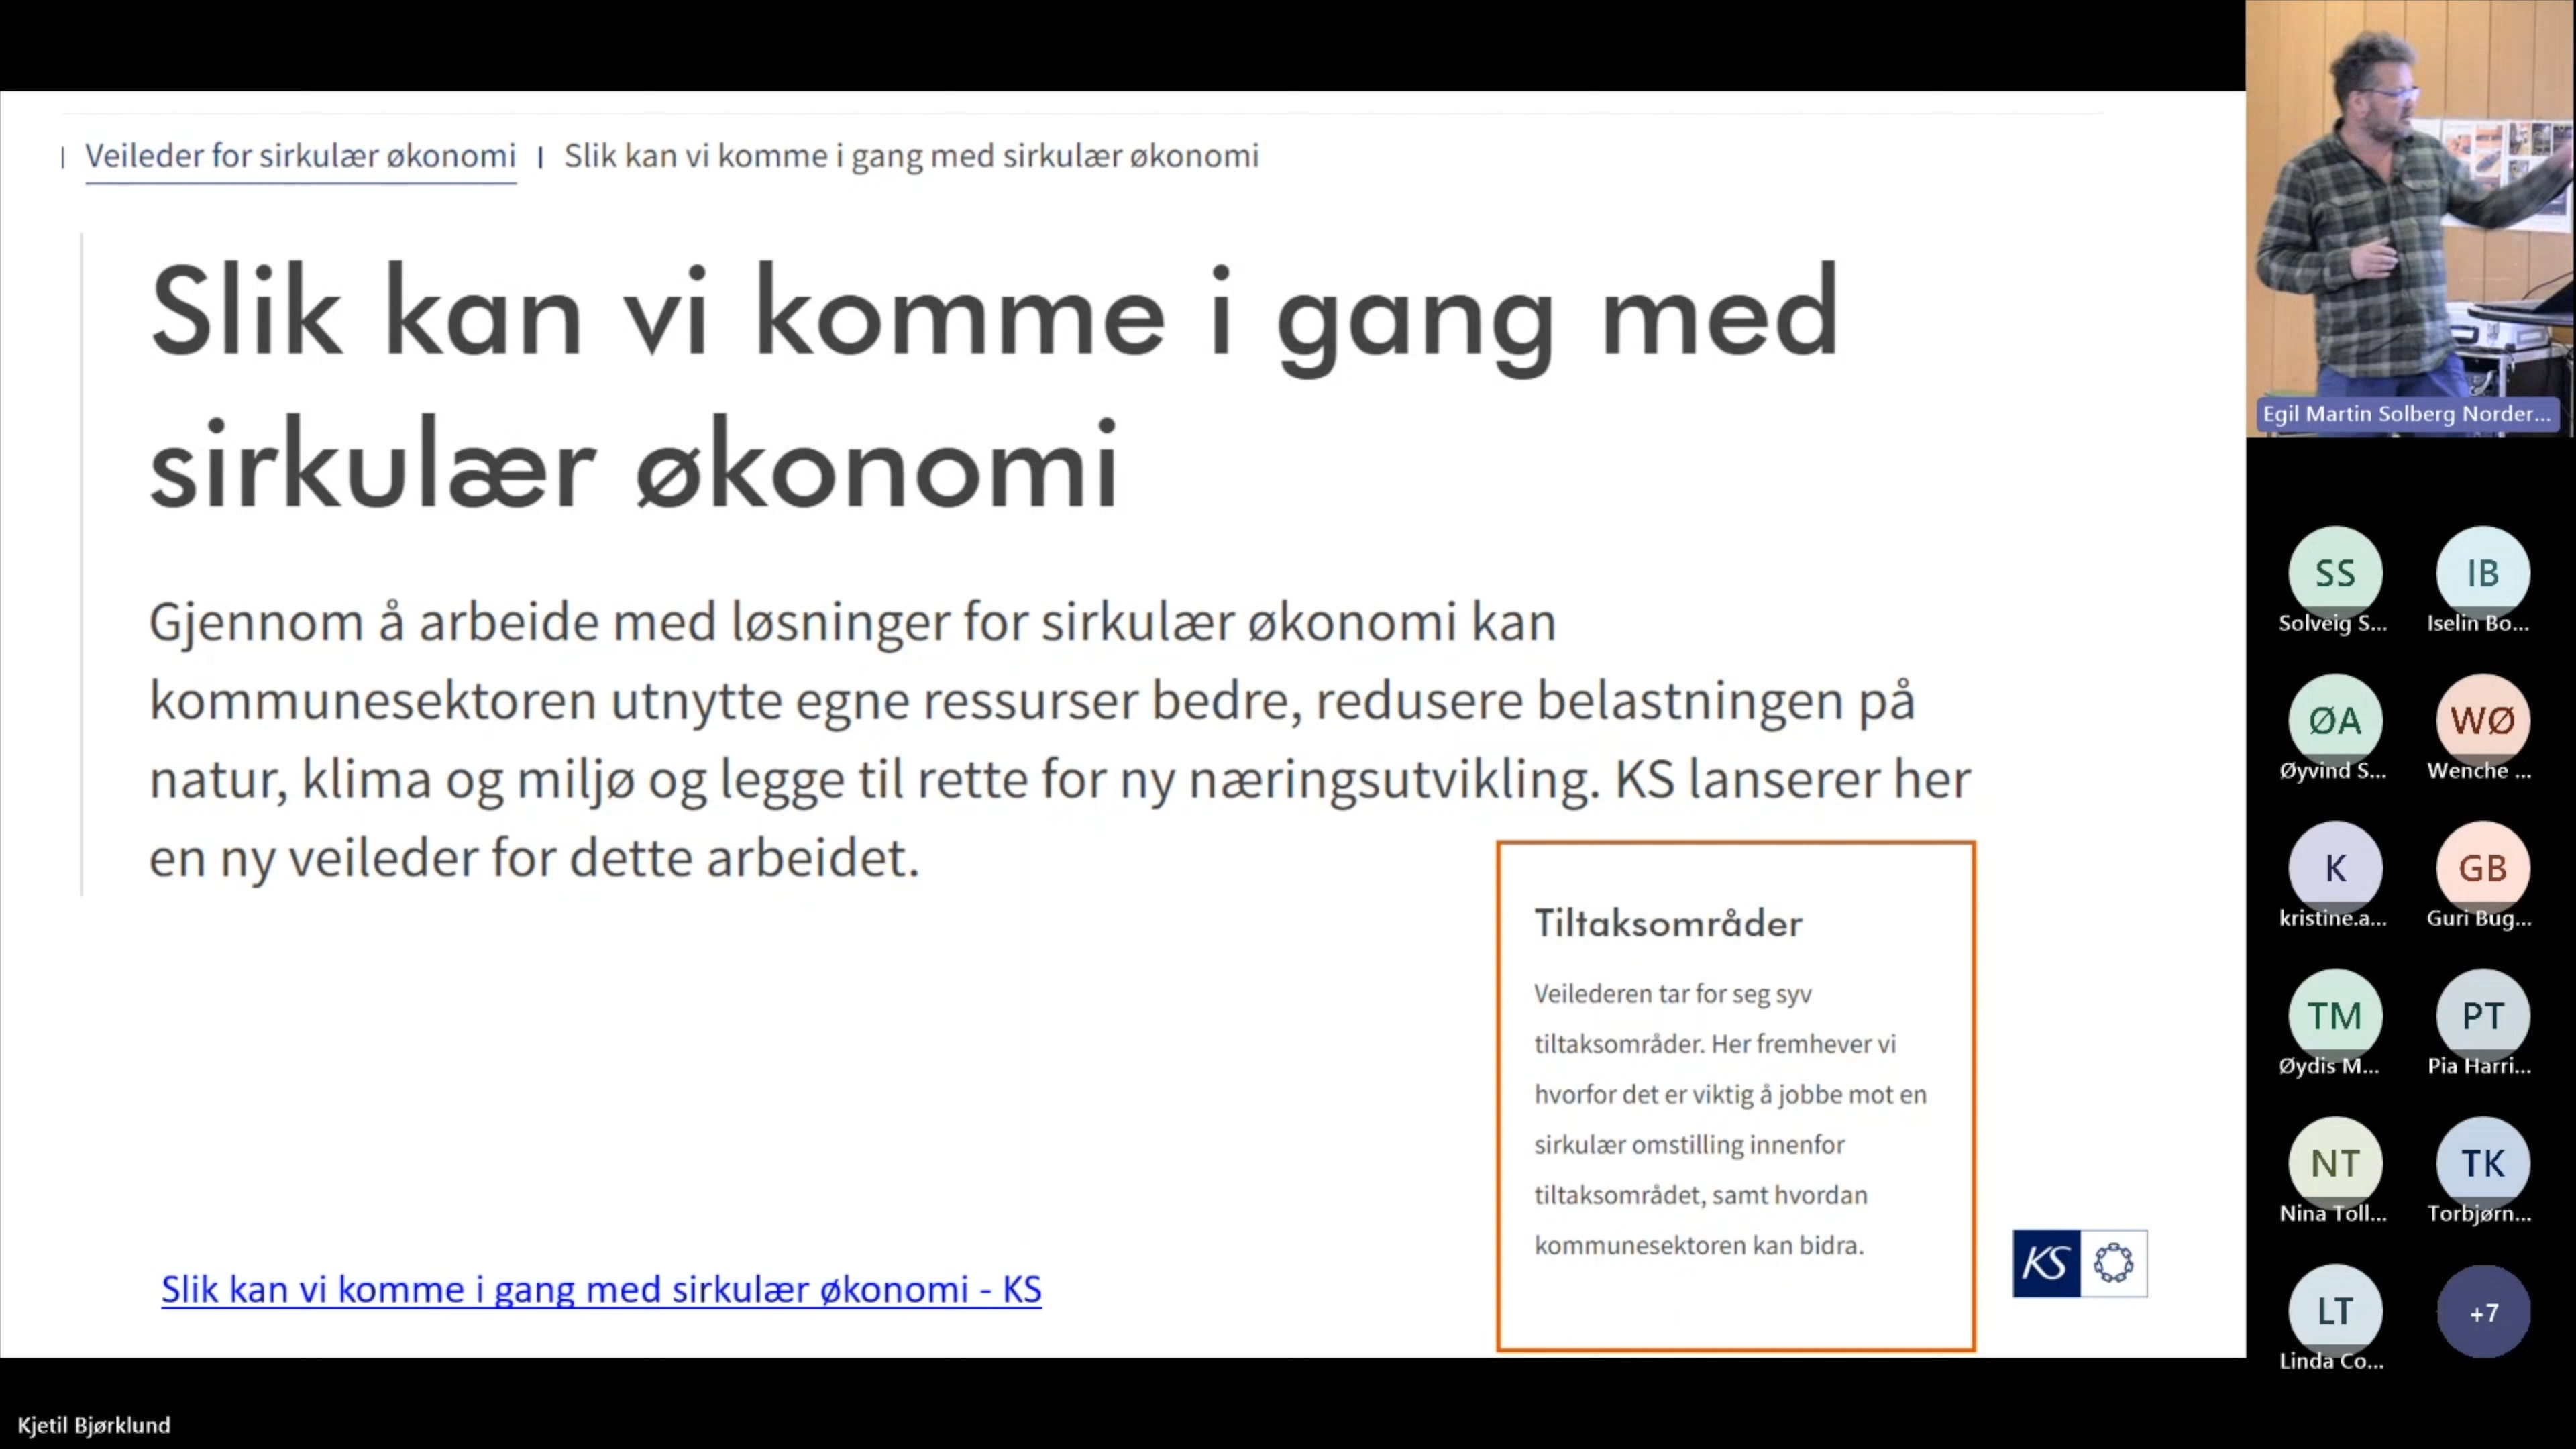 Veileder for sirkulær økonomi | Slik kan vi komme i gang med sirkulær økonomi
Slik kan vi komme i gang med
sirkulær økonomi
Gjennom å arbeide med løsninger for sirkulær økonomi kan
kommunesektoren utnytte egne ressurser bedre, redusere belastningen på
natur, klima og miljø og legge til rette for ny næringsutvikling. KS lanserer her
en ny veileder for dette arbeidet.
Tiltaksområder
Veilederen tar for seg syv
tiltaksområder. Her fremhever vi
hvorfor det er viktig å jobbe mot en
sirkulær omstilling innenfor
tiltaksområdet, samt hvordan
kommunesektoren kan bidra.
Slik kan vi komme i gang med sirkulær økonomi - KS
KS
Egil Martin Solberg Norder...
SS
IB
Solveig S...
Iselin Bo...
ØA
WØ
Øyvind S...
Wenche ...
K
GB
kristine.a...
Guri Bug...
TM
PT
Øydis M...
Pia Harri...
NT
TK
Nina Toll...
Torbjørn...
LT
+7
Linda Co...
Kjetil Bjørklund